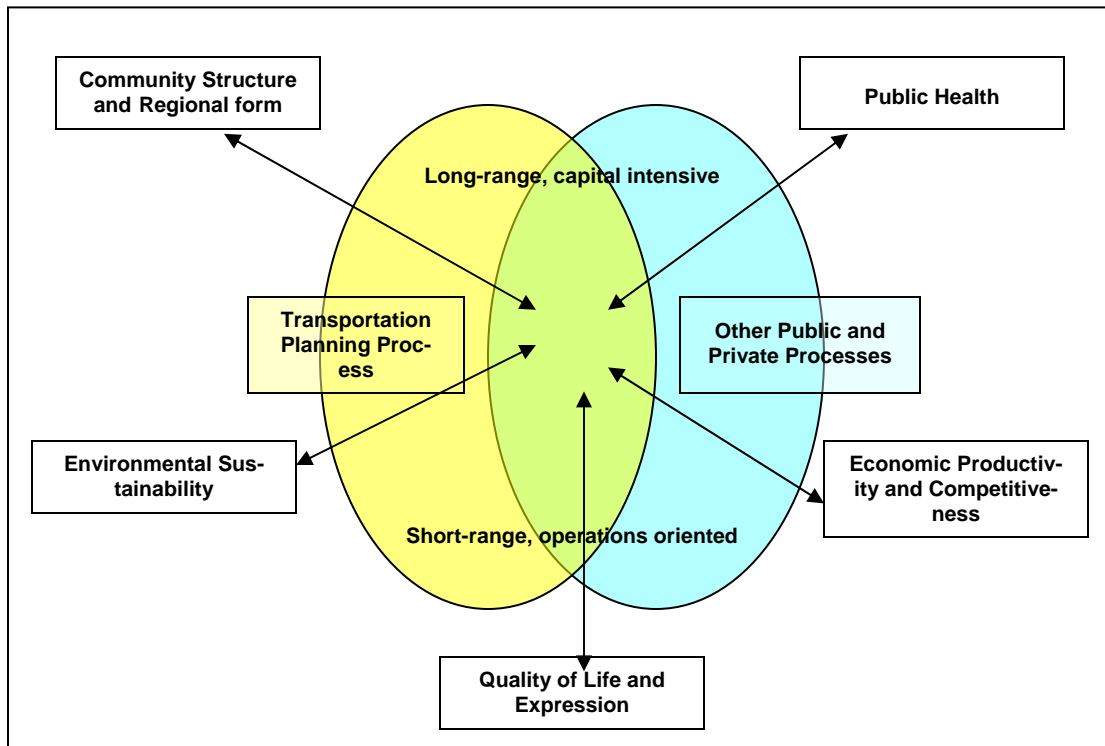 Community Structure
and Regional form
Public Health
Long-range, capital intensive
Transportation
Planning Proc-
ess
Other Public and
Private Processes
Environmental Sus-
tainability
Economic Productiv-
ity and Competitive-
ness
Short-range, operations oriented
Quality of Life and
Expression